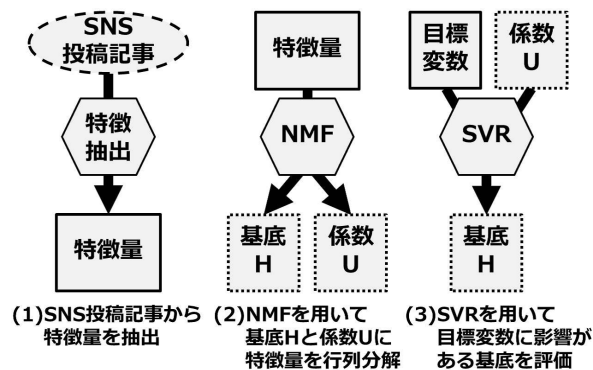 SNS
投稿記事
特徴
抽出
特徴量
(1)SNS投稿記事から
特徴量を抽出
特徴量
NMF
基底
H
係数
U
(2)NMFを用いて
基底Hと係数Uに
特徴量を行列分解
目標
変数
係数
U
SVR
基底
H
(3)SVRを用いて
目標変数に影響が
ある基底を評価